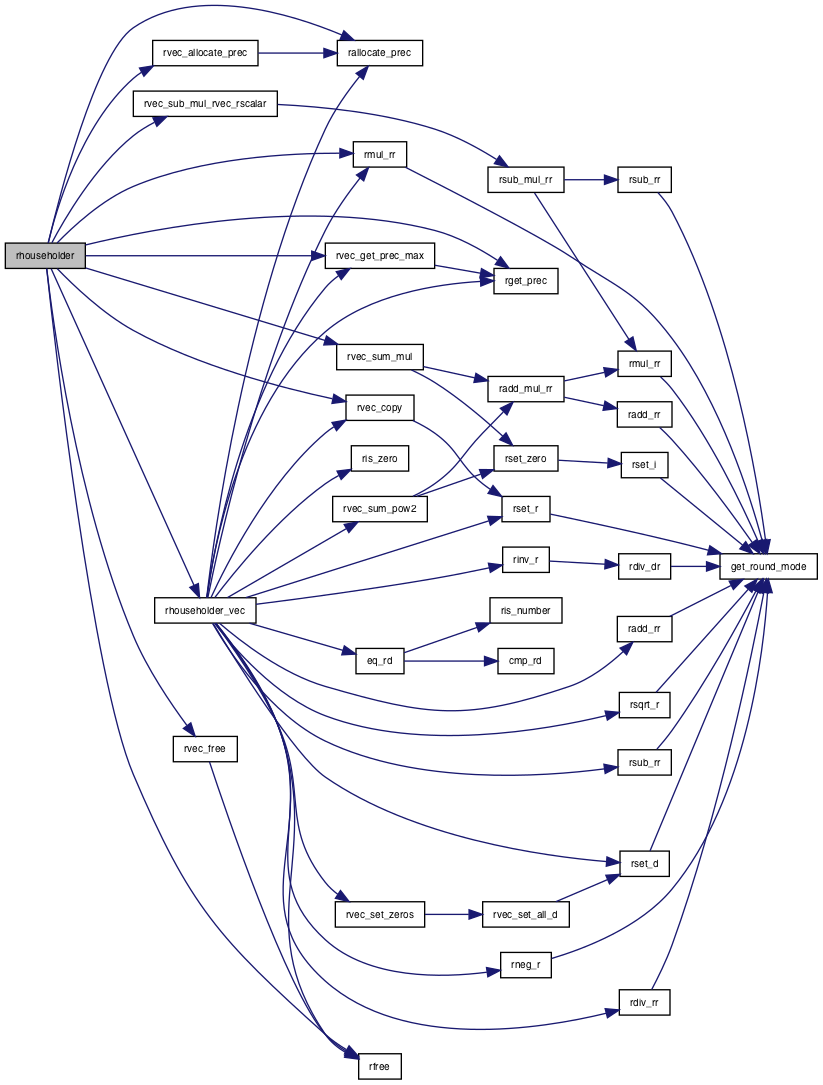 rallocate_prec
rvec_allocate_prec
rvec_sub_mul_rvec_rscalar
rmul_rr
rsub_mul_rr
rsub_rr
rhouseholder
rvec_get_prec_max
rget_prec
rvec_sum_mul
rmul_rr
radd_mul_rr
rvec_copy
radd_rr
ris_zero
rset_zero
rset_i
rvec_sum_pow2
rset_r
rinv_r
rdiv_dr
get_round_mode
rhouseholder_vec
ris_number
radd_rr
eq_rd
cmp_rd
rsqrt_r
rvec_free
rsub_rr
rset_d
rvec_set_zeros
rvec_set_all_d
rneg_r
rdiv_rr
rfree